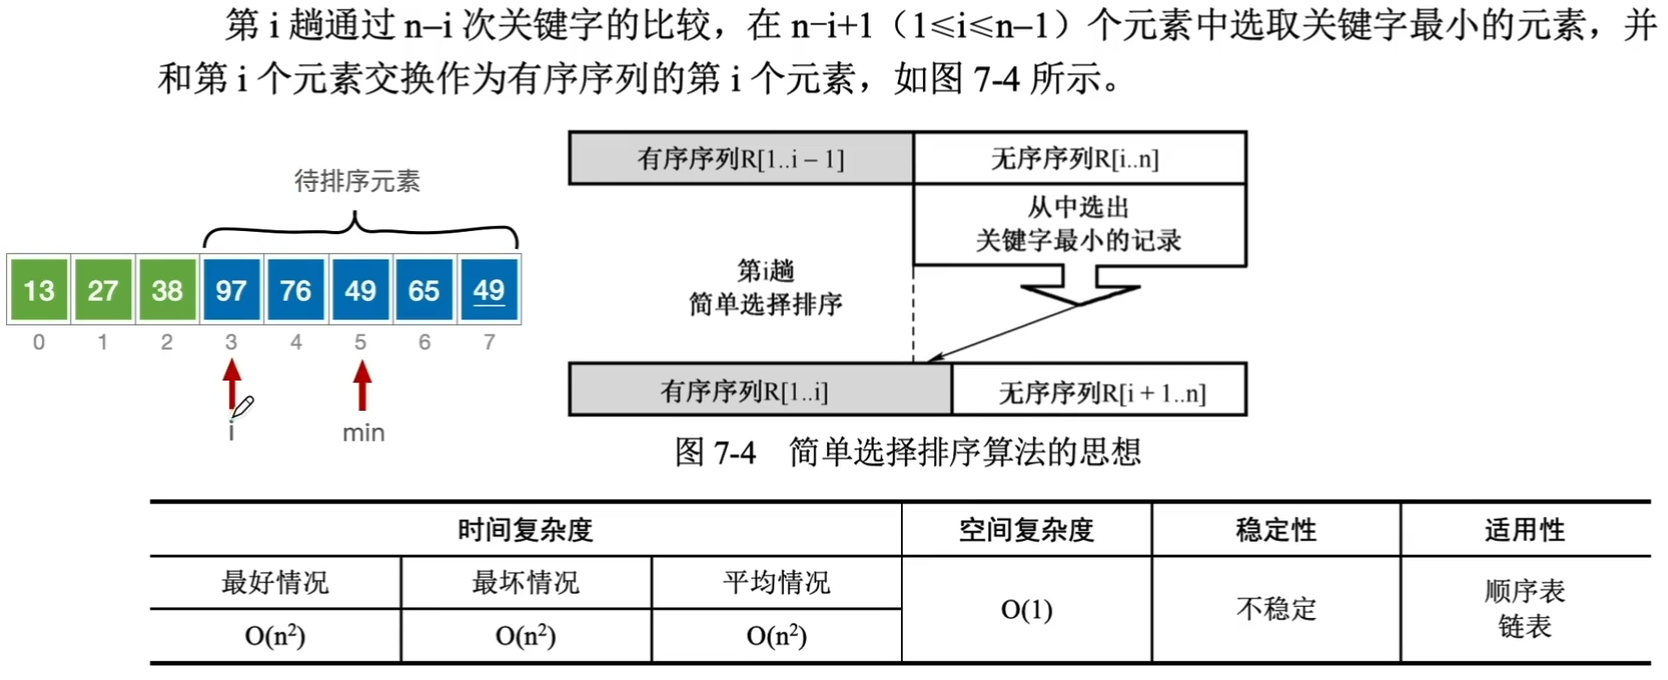 第 i 趟通过 n–i 次关键字的比较，在 n–i+1（1≤i≤n–1）个元素中选取关键字最小的元素，并
和第 i 个元素交换作为有序序列的第 i 个元素，如图 7-4 所示。
待排序元素
13 27 38 97 76 49 65 49
0 1 2 3 4 5 6 7
i min
有序序列R[1..i – 1] 无序序列R[i..n]
从中选出
关键字最小的记录
第i趟
简单选择排序
有序序列R[1..i] 无序序列R[i + 1..n]
图 7-4 简单选择排序算法的思想
时间复杂度 空间复杂度 稳定性 适用性
最好情况 最坏情况 平均情况
O(n²) O(n²) O(n²) O(1) 不稳定 顺序表
链表